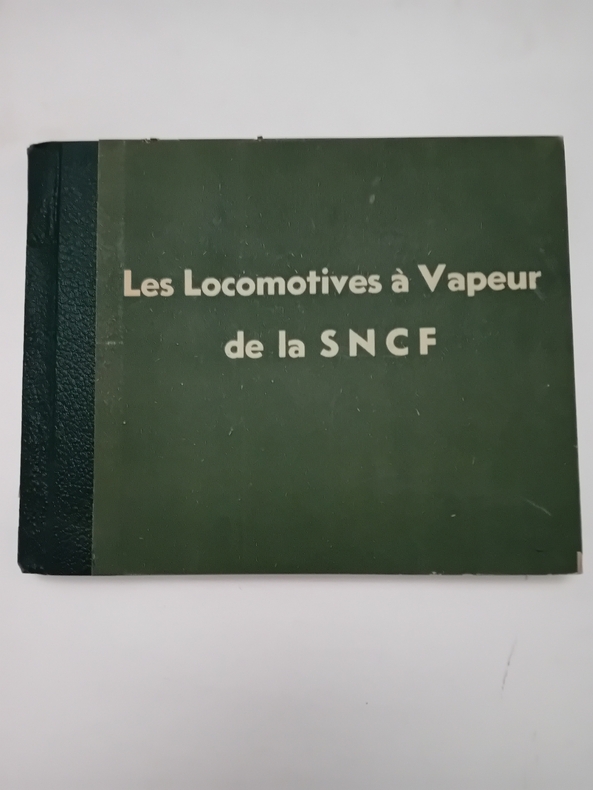 Les Locomotives à Vapeur
de la SNCF